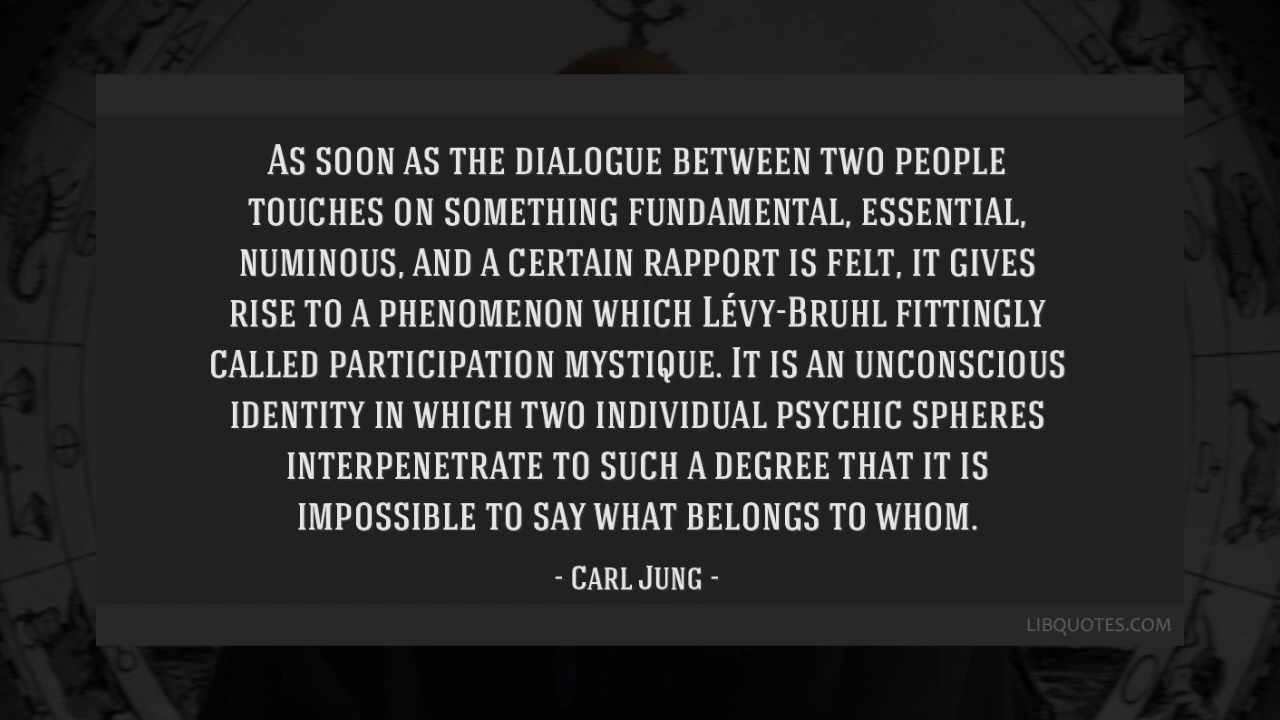 As soon as the dialogue between two people
touches on something fundamental, essential,
numinous, and a certain rapport is felt, it gives
rise to a phenomenon which Lévy-Bruhl fittingly
called participation mystique. It is an unconscious
identity in which two individual psychic spheres
interpenetrate to such a degree that it is
impossible to say what belongs to whom.
- Carl Jung -
LIBQUOTES.COM